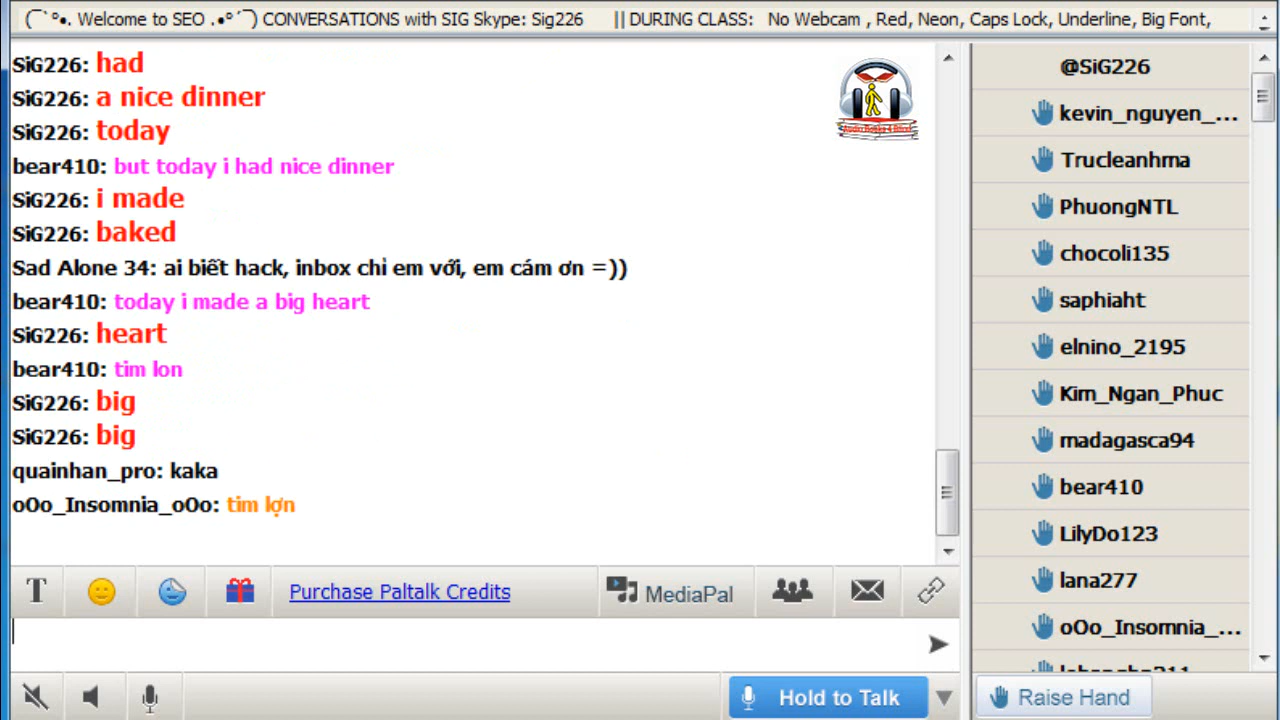 (¯`°•. Welcome to SEO .•°´¯) CONVERSATIONS with SIG Skype: Sig226 || DURING CLASS: No Webcam , Red, Neon, Caps Lock, Underline, Big Font,
SiG226: had
SiG226: a nice dinner
SiG226: today
bear410: but today i had nice dinner
SiG226: i made
SiG226: baked
Sad Alone 34: ai biết hack, inbox chỉ em với, em cám ơn =))
bear410: today i made a big heart
SiG226: heart
bear410: tim lon
SiG226: big
SiG226: big
quainhan_pro: kaka
oOo_Insomnia_oOo: tim lợn
Purchase Paltalk Credits
MediaPal
Hold to Talk
@SiG226
kevin_nguyen_...
Trucleanhma
PhuongNTL
chocoli135
saphiaht
elnino_2195
Kim_Ngan_Phuc
madagasca94
bear410
LilyDo123
lana277
oOo_Insomnia_...
Raise Hand